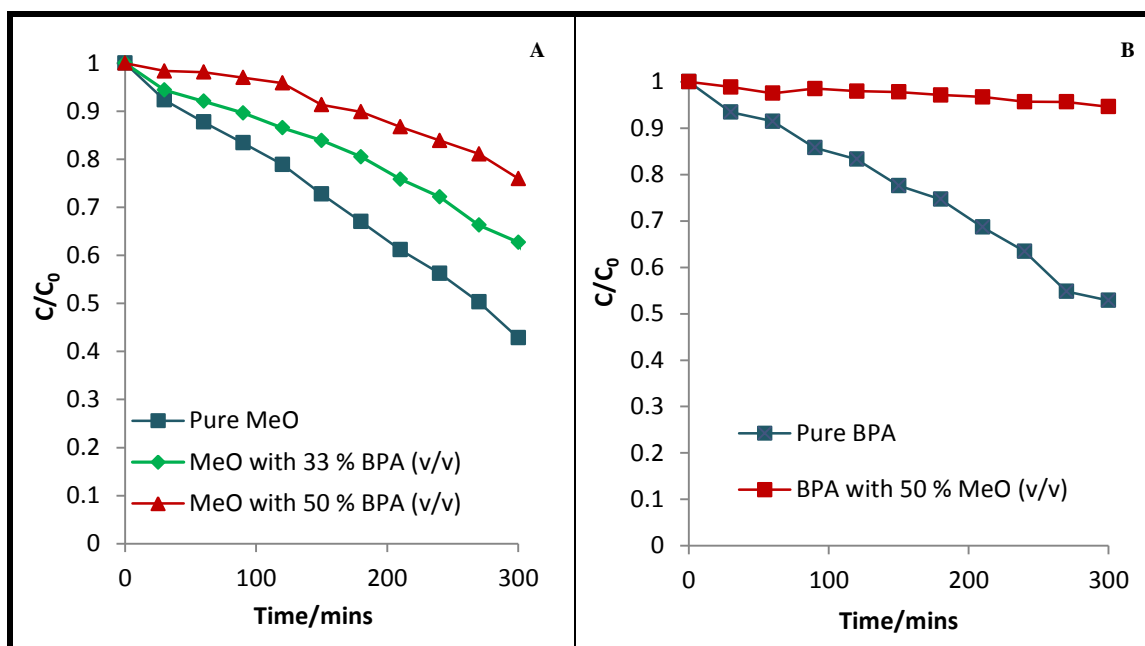 A
1
0.9
0.8
0.7
0.6
0.5
0.4
0.3
0.2
0.1
0
C/C0
Pure MeO
MeO with 33 % BPA (v/v)
MeO with 50 % BPA (v/v)
0 100 200 300
Time/mins
B
1
0.9
0.8
0.7
0.6
0.5
0.4
0.3
0.2
0.1
0
C/C0
Pure BPA
BPA with 50 % MeO (v/v)
0 100 200 300
Time/mins